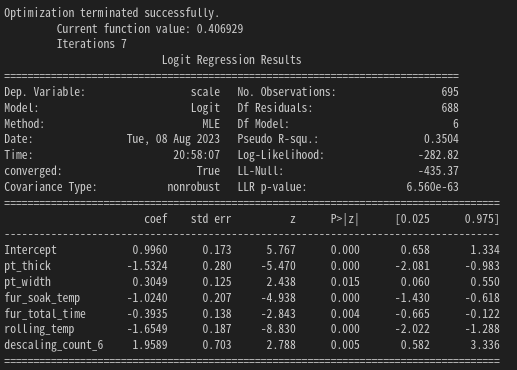 Optimization terminated successfully.
Current function value: 0.406929
Iterations 7
Logit Regression Results
==============================================================================
Dep. Variable: scale No. Observations: 695
Model: Logit Df Residuals: 688
Method: MLE Df Model: 6
Date: Tue, 08 Aug 2023 Pseudo R-squ.: 0.3504
Time: 20:58:07 Log-Likelihood: -282.82
converged: True LL-Null: -435.37
Covariance Type: nonrobust LLR p-value: 6.560e-63
=====================================================================================
coef std err z P>|z| [0.025 0.975]
-------------------------------------------------------------------------------------
Intercept 0.9960 0.173 5.767 0.000 0.658 1.334
pt_thick -1.5324 0.280 -5.470 0.000 -2.081 -0.983
pt_width 0.3049 0.125 2.438 0.015 0.060 0.550
fur_soak_temp -1.0240 0.207 -4.938 0.000 -1.430 -0.618
fur_total_time -0.3935 0.138 -2.843 0.004 -0.665 -0.122
rolling_temp -1.6549 0.187 -8.830 0.000 -2.022 -1.288
descaling_count_6 1.9589 0.703 2.788 0.005 0.582 3.336
=====================================================================================